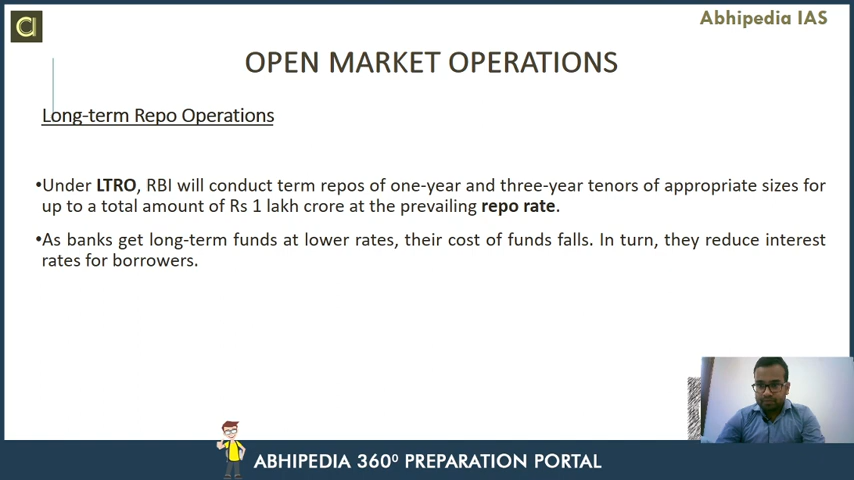 Abhipedia IAS
OPEN MARKET OPERATIONS
Long-term Repo Operations
•Under LTRO, RBI will conduct term repos of one-year and three-year tenors of appropriate sizes for
up to a total amount of Rs 1 lakh crore at the prevailing repo rate.
•As banks get long-term funds at lower rates, their cost of funds falls. In turn, they reduce interest
rates for borrowers.
ABHIPEDIA 360⁰ PREPARATION PORTAL